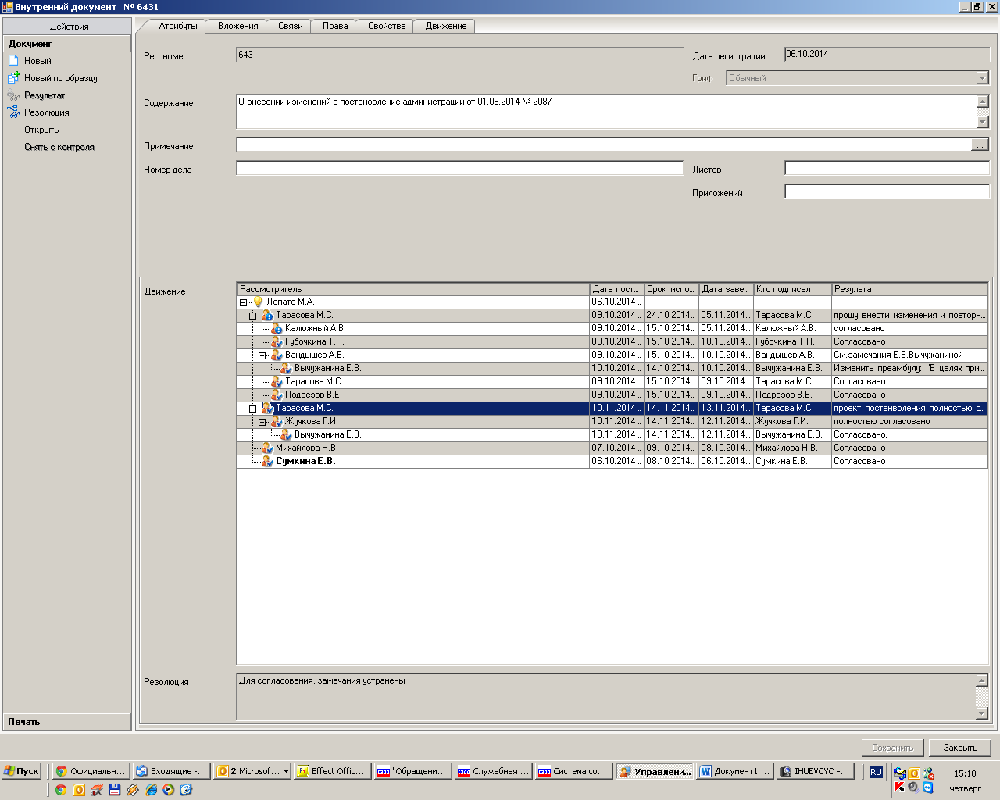 Внутренний документ № 6431
Действия
Документ
Новый
Новый по образцу
Результат
Резолюция
Открыть
Снять с контроля
Печать
Атрибуты Вложения Связи Права Свойства Движение
Рег. номер 6431 Дата регистрации 06.10.2014
Гриф Обычный
Содержание О внесении изменений в постановление администрации от 01.09.2014 № 2087
Примечание ...
Номер дела Листов
Приложений
Движение
Рассмотритель Дата пост... Срок испо... Дата заве... Кто подписал Результат
Лопато М.А. 06.10.2014...
Тарасова М.С. 09.10.2014... 24.10.2014... 05.11.2014... Тарасова М.С. прошу внести изменения и повторн...
Калюжный А.В. 09.10.2014... 15.10.2014... 05.11.2014... Калюжный А.В. согласовано
Губочкина Т.Н. 09.10.2014... 15.10.2014... 10.10.2014... Губочкина Т.Н. Согласовано
Вандышев А.В. 09.10.2014... 15.10.2014... 10.10.2014... Вандышев А.В. См.замечания Е.В.Вычужаниной
Вычужанина Е.В. 10.10.2014... 14.10.2014... 10.10.2014... Вычужанина Е.В. Изменить преамбулу: "В целях при...
Тарасова М.С. 09.10.2014... 15.10.2014... 09.10.2014... Тарасова М.С. Согласовано
Подрезов В.Е. 09.10.2014... 15.10.2014... 09.10.2014... Подрезов В.Е. Согласовано
Тарасова М.С. 10.11.2014... 14.11.2014... 13.11.2014... Тарасова М.С. проект постанволения полностью с...
Жучкова Г.И. 10.11.2014... 14.11.2014... 12.11.2014... Жучкова Г.И. полностью согласовано
Вычужанина Е.В. 10.11.2014... 14.11.2014... 12.11.2014... Вычужанина Е.В. Согласовано.
Михайлова Н.В. 07.10.2014... 09.10.2014... 08.10.2014... Михайлова Н.В. Согласовано
Сумкина Е.В. 06.10.2014... 08.10.2014... 06.10.2014... Сумкина Е.В. Согласовано
Резолюция Для согласования, замечания устранены
Сохранить Закрыть
Пуск Официальн... Входящие -... 2 Microsof... Effect Offic... "Обращени... Служебная ... Система со... Управлени... Документ1 ... IHUEVCYO -... RU 15:18
четверг